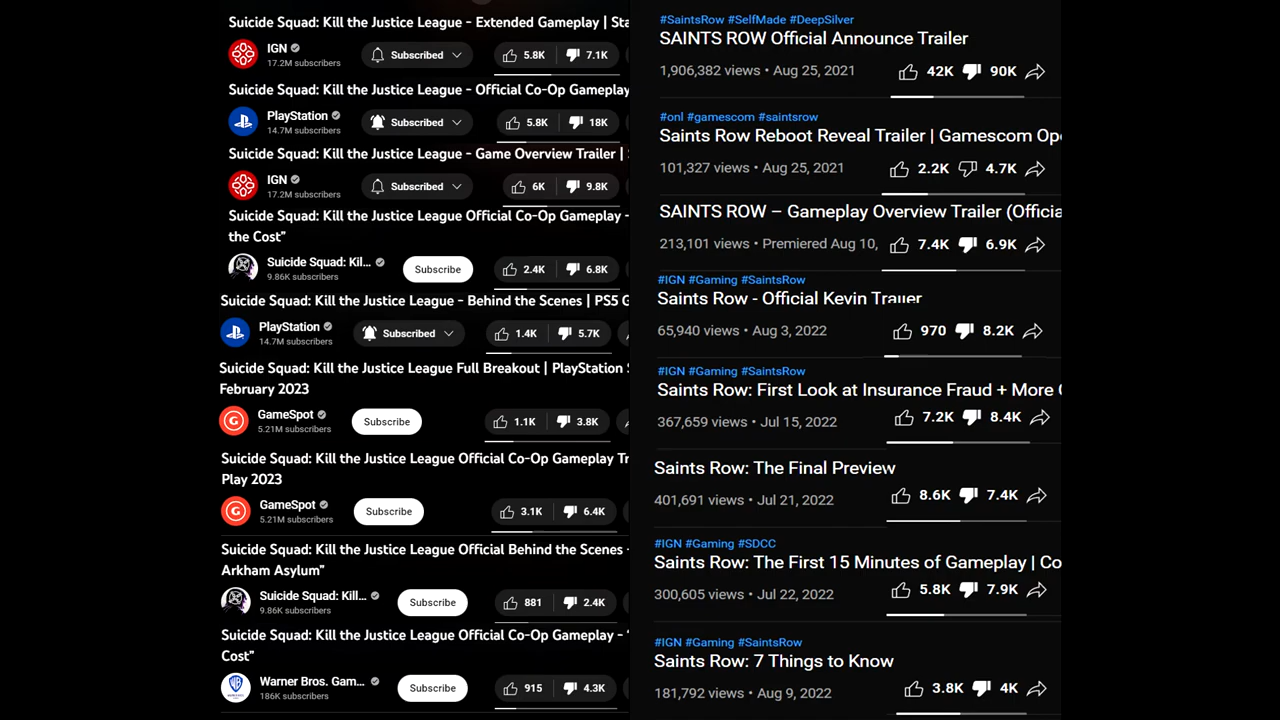 Suicide Squad: Kill the Justice League - Extended Gameplay | Sta
IGN
17.2M subscribers
Subscribed
5.8K
7.1K
Suicide Squad: Kill the Justice League - Official Co-Op Gameplay
PlayStation
14.7M subscribers
Subscribed
5.8K
18K
Suicide Squad: Kill the Justice League - Game Overview Trailer |
IGN
17.2M subscribers
Subscribed
6K
9.8K
Suicide Squad: Kill the Justice League Official Co-Op Gameplay -
the Cost”
Suicide Squad: Kil...
9.86K subscribers
Subscribe
2.4K
6.8K
Suicide Squad: Kill the Justice League - Behind the Scenes | PS5 G
PlayStation
14.7M subscribers
Subscribed
1.4K
5.7K
Suicide Squad: Kill the Justice League Full Breakout | PlayStation S
February 2023
GameSpot
5.21M subscribers
Subscribe
1.1K
3.8K
Suicide Squad: Kill the Justice League Official Co-Op Gameplay Tr
Play 2023
GameSpot
5.21M subscribers
Subscribe
3.1K
6.4K
Suicide Squad: Kill the Justice League Official Behind the Scenes -
Arkham Asylum”
Suicide Squad: Kill...
9.86K subscribers
Subscribe
881
2.4K
Suicide Squad: Kill the Justice League Official Co-Op Gameplay - “
Cost”
Warner Bros. Gam...
186K subscribers
Subscribe
915
4.3K
#SaintsRow #SelfMade #DeepSilver
SAINTS ROW Official Announce Trailer
1,906,382 views • Aug 25, 2021
42K
90K
#onl #gamescom #saintsrow
Saints Row Reboot Reveal Trailer | Gamescom Ope
101,327 views • Aug 25, 2021
2.2K
4.7K
SAINTS ROW – Gameplay Overview Trailer (Officia
213,101 views • Premiered Aug 10,
7.4K
6.9K
#IGN #Gaming #SaintsRow
Saints Row - Official Kevin Trailer
65,940 views • Aug 3, 2022
970
8.2K
#IGN #Gaming #SaintsRow
Saints Row: First Look at Insurance Fraud + More G
367,659 views • Jul 15, 2022
7.2K
8.4K
Saints Row: The Final Preview
401,691 views • Jul 21, 2022
8.6K
7.4K
#IGN #Gaming #SDCC
Saints Row: The First 15 Minutes of Gameplay | Co
300,605 views • Jul 22, 2022
5.8K
7.9K
#IGN #Gaming #SaintsRow
Saints Row: 7 Things to Know
181,792 views • Aug 9, 2022
3.8K
4K